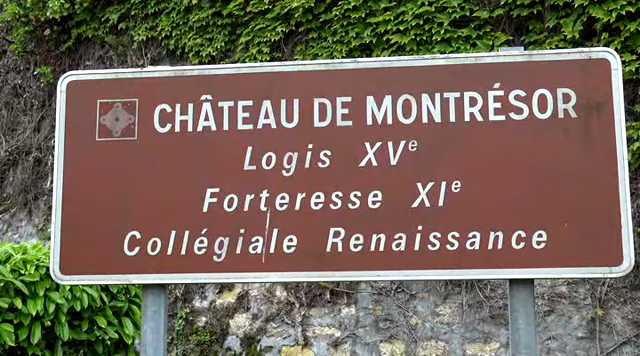 CHÂTEAU DE MONTRÉSOR
Logis XVᵉ
Forteresse XIᵉ
Collégiale Renaissance